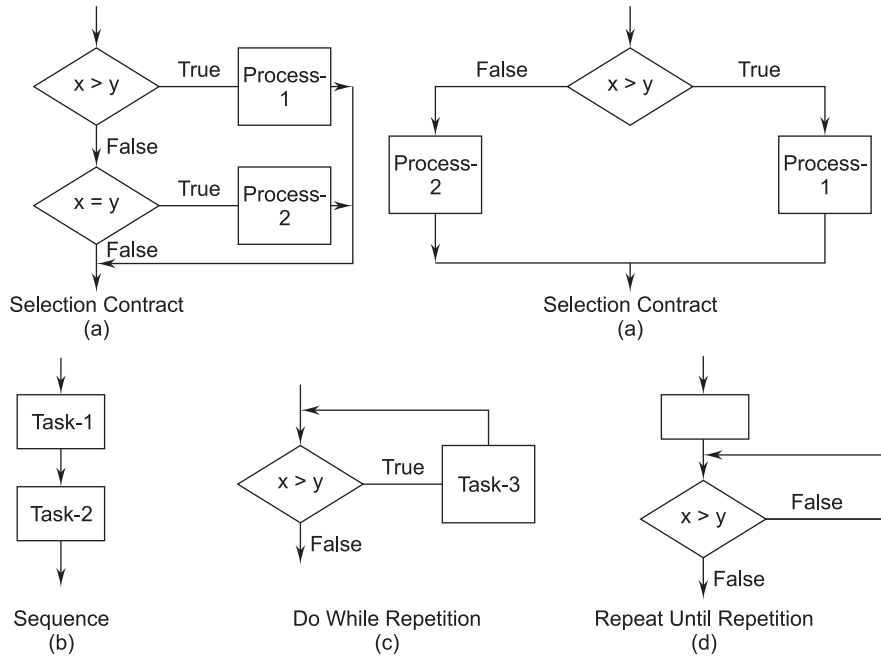 x > y
True
Process-
1
False
x = y
True
Process-
2
False
Selection Contract
(a)
False
x > y
True
Process-
2
Process-
1
Selection Contract
(a)
Task-1
Task-2
Sequence
(b)
x > y
True
Task-3
False
Do While Repetition
(c)
x > y
False
False
Repeat Until Repetition
(d)